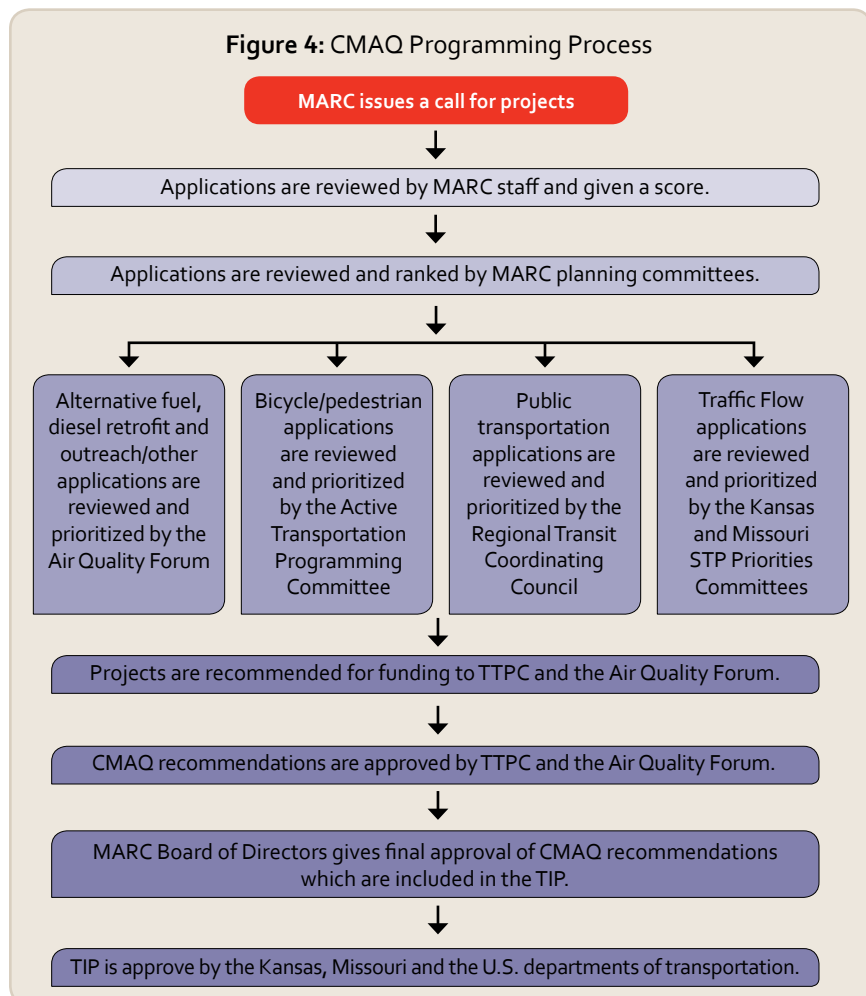 Figure 4: CMAQ Programming Process
MARC issues a call for projects
Applications are reviewed by MARC staff and given a score.
Applications are reviewed and ranked by MARC planning committees.
Alternative fuel,
diesel retrofit and
outreach/other
applications are
reviewed and
prioritized by the
Air Quality Forum
Bicycle/pedestrian
applications
are reviewed
and prioritized
by the Active
Transportation
Programming
Committee
Public
transportation
applications are
reviewed and
prioritized by the
Regional Transit
Coordinating
Council
Traffic Flow
applications
are reviewed
and prioritized
by the Kansas
and Missouri
STP Priorities
Committees
Projects are recommended for funding to TTPC and the Air Quality Forum.
CMAQ recommendations are approved by TTPC and the Air Quality Forum.
MARC Board of Directors gives final approval of CMAQ recommendations
which are included in the TIP.
TIP is approve by the Kansas, Missouri and the U.S. departments of transportation.